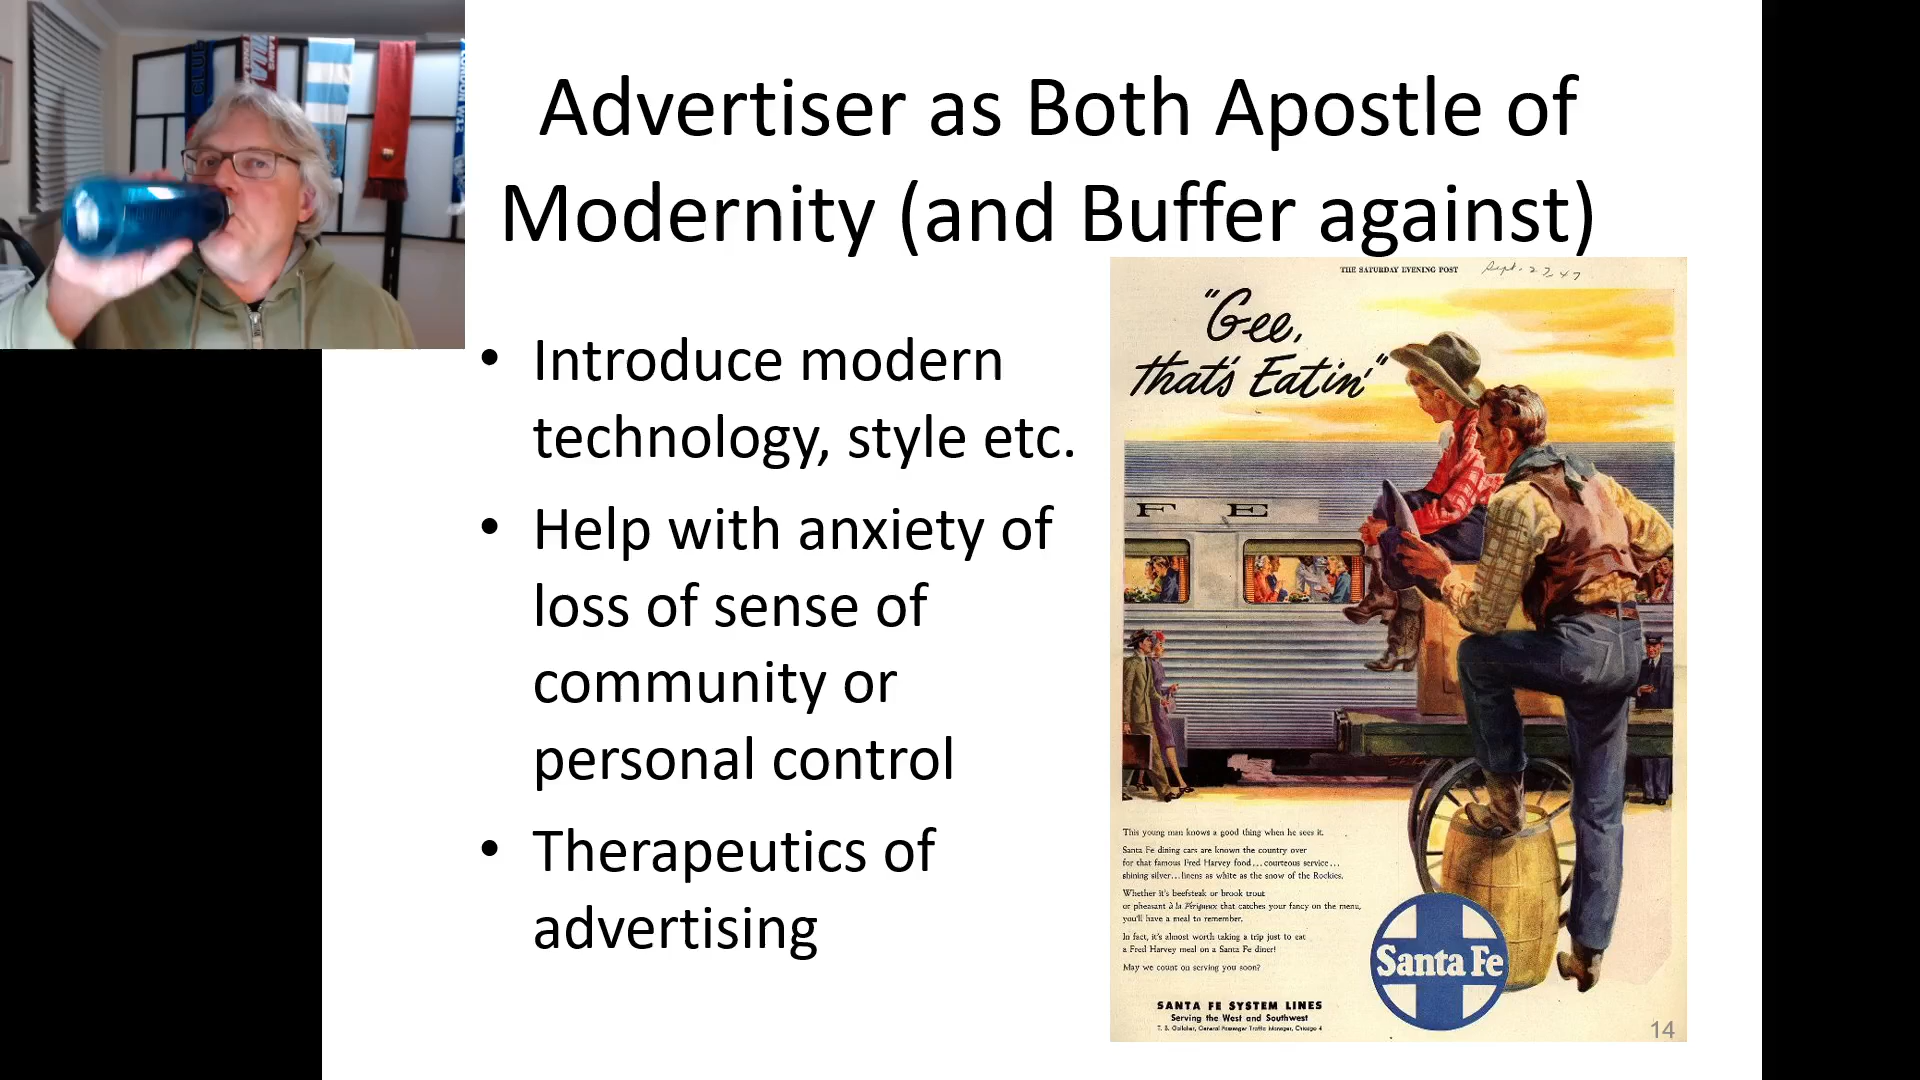 Advertiser as Both Apostle of
Modernity (and Buffer against)
• Introduce modern
technology, style etc.
• Help with anxiety of
loss of sense of
community or
personal control
• Therapeutics of
advertising
THE SATURDAY EVENING POST
Sept. 27, 47
"Gee,
that's Eatin'"
F E
This young man knows a good thing when he sees it.
Santa Fe dining cars are known the country over
for that famous Fred Harvey food...courteous service...
shining silver...linens as white as the snow of the Rockies.
Whether it's beefsteak or brook trout
or pheasant à la Périgueux that catches your fancy on the menu,
you'll have a meal to remember.
In fact, it's almost worth taking a trip just to eat
a Fred Harvey meal on a Santa Fe diner!
May we count on serving you soon?
SANTA FE SYSTEM LINES
Serving the West and Southwest
T. B. Gallaher, General Passenger Traffic Manager, Chicago 4
Santa Fe
14
VILLA
LONDON W12